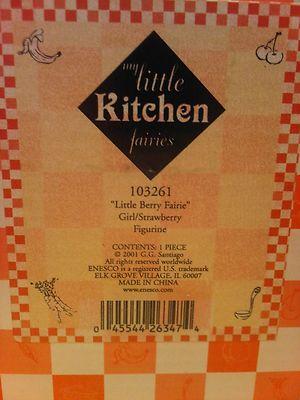 my
little
Kitchen
fairies
103261
"Little Berry Fairie"
Girl/Strawberry
Figurine
CONTENTS: 1 PIECE
© 2001 G.G. Santiago
All rights reserved worldwide
ENESCO is a registered U.S. trademark
ELK GROVE VILLAGE, IL 60007
MADE IN CHINA
www.enesco.com
0 45544 26347 4